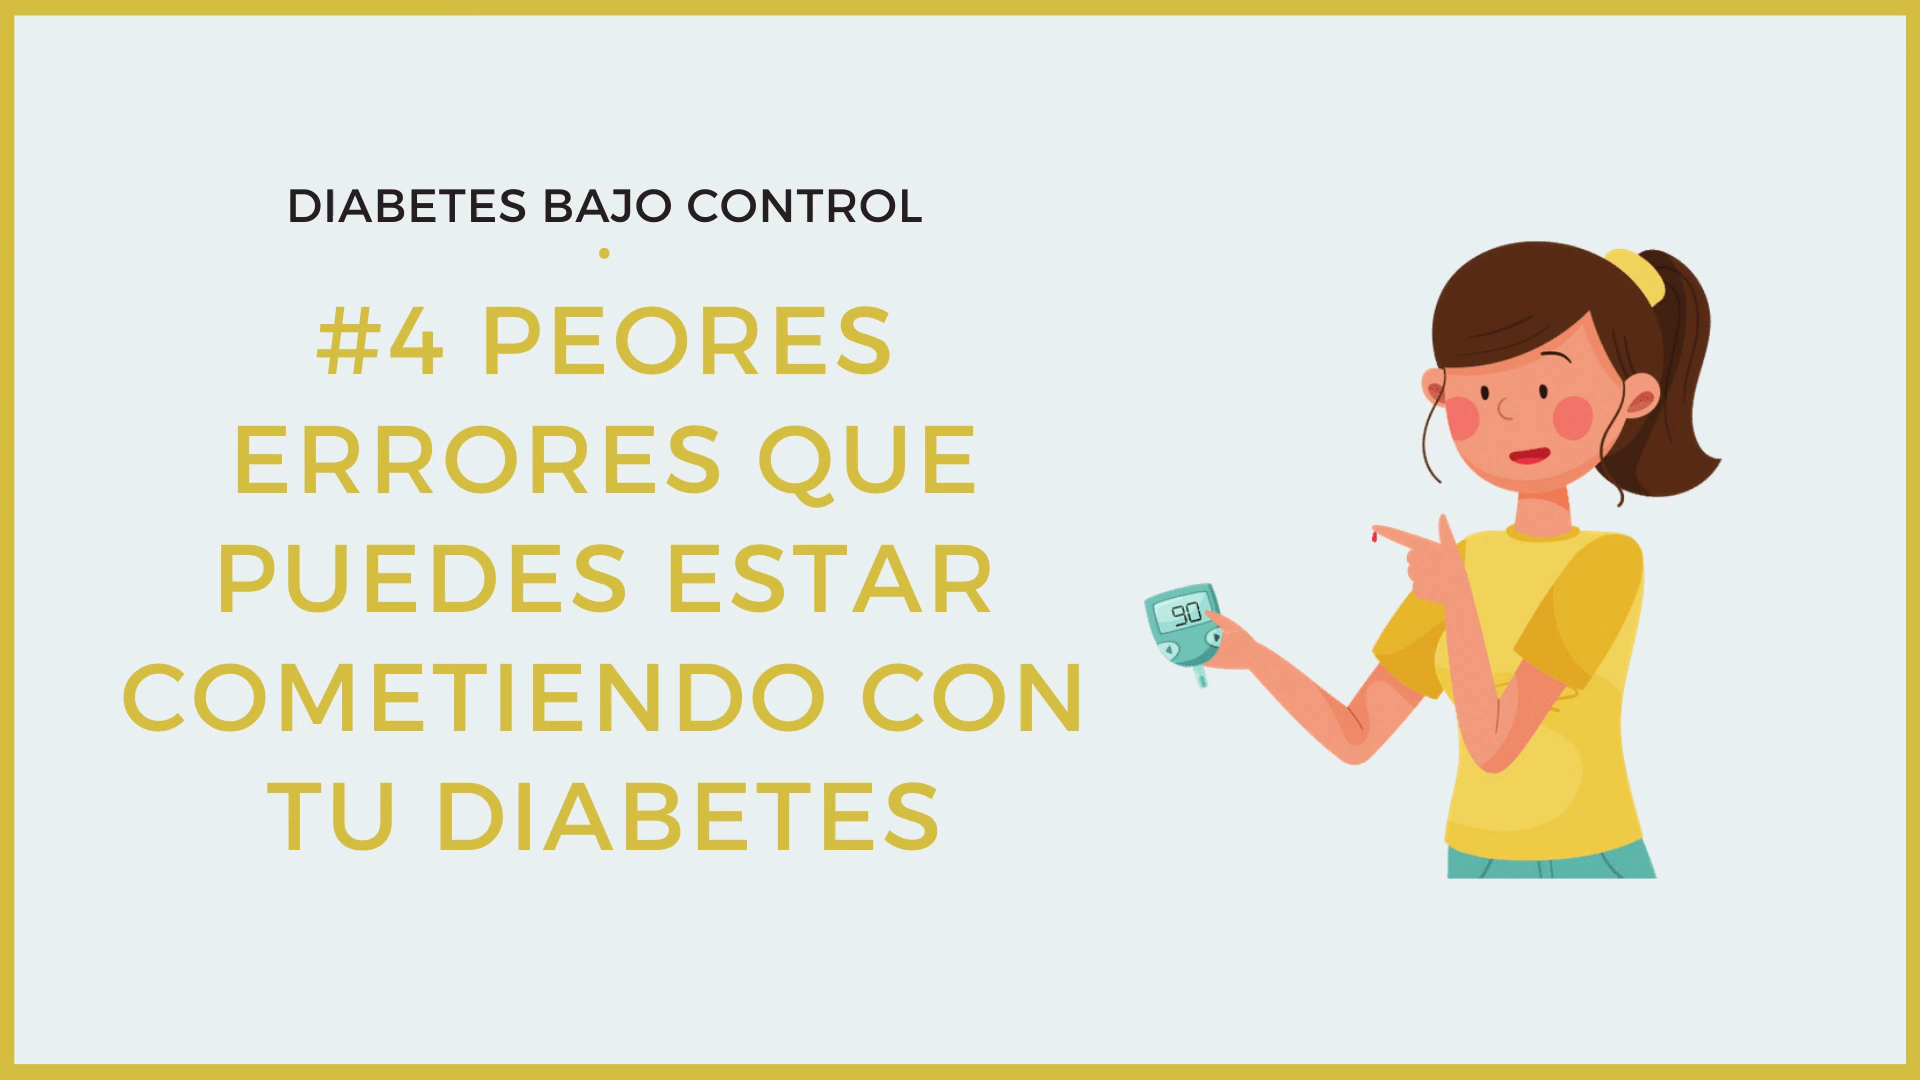 DIABETES BAJO CONTROL
#4 PEORES
ERRORES QUE
PUEDES ESTAR
COMETIENDO CON
TU DIABETES
90